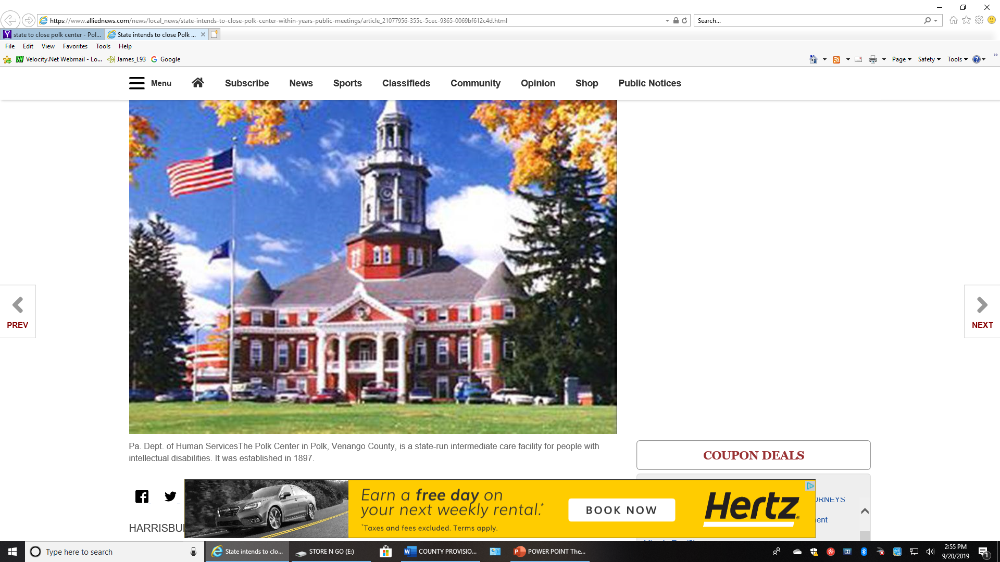 https://www.alliednews.com/news/local_news/state-intends-to-close-polk-center-within-years-public-meetings/article_21077956-355c-5cec-9365-0069bf612c4d.html
Search...
state to close polk center - Pol...
State intends to close Polk ...
File Edit View Favorites Tools Help
Velocity.Net Webmail - Lo... James_L93 Google
Page Safety Tools
Menu Subscribe News Sports Classifieds Community Opinion Shop Public Notices
PREV
NEXT
Pa. Dept. of Human ServicesThe Polk Center in Polk, Venango County, is a state-run intermediate care facility for people with
intellectual disabilities. It was established in 1897.
COUPON DEALS
Earn a free day on
your next weekly rental.*
*Taxes and fees excluded. Terms apply.
BOOK NOW
Hertz
Type here to search
State intends to clo...
STORE N GO (E:)
COUNTY PROVISIO...
POWER POINT The...
2:55 PM
9/20/2019